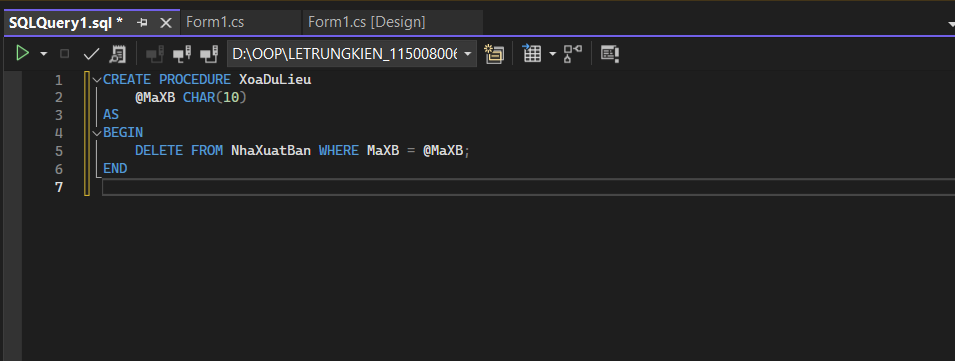 SQLQuery1.sql * Form1.cs Form1.cs [Design]
D:\OOP\LETRUNGKIEN_115008006
1 CREATE PROCEDURE XoaDuLieu
2 @MaXB CHAR(10)
3 AS
4 BEGIN
5 DELETE FROM NhaXuatBan WHERE MaXB = @MaXB;
6 END
7